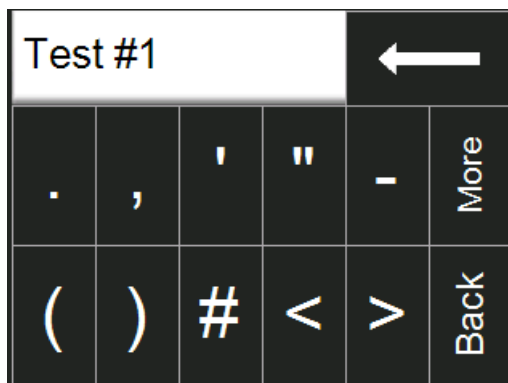 Test #1
. , ' " - More
( ) # < > Back